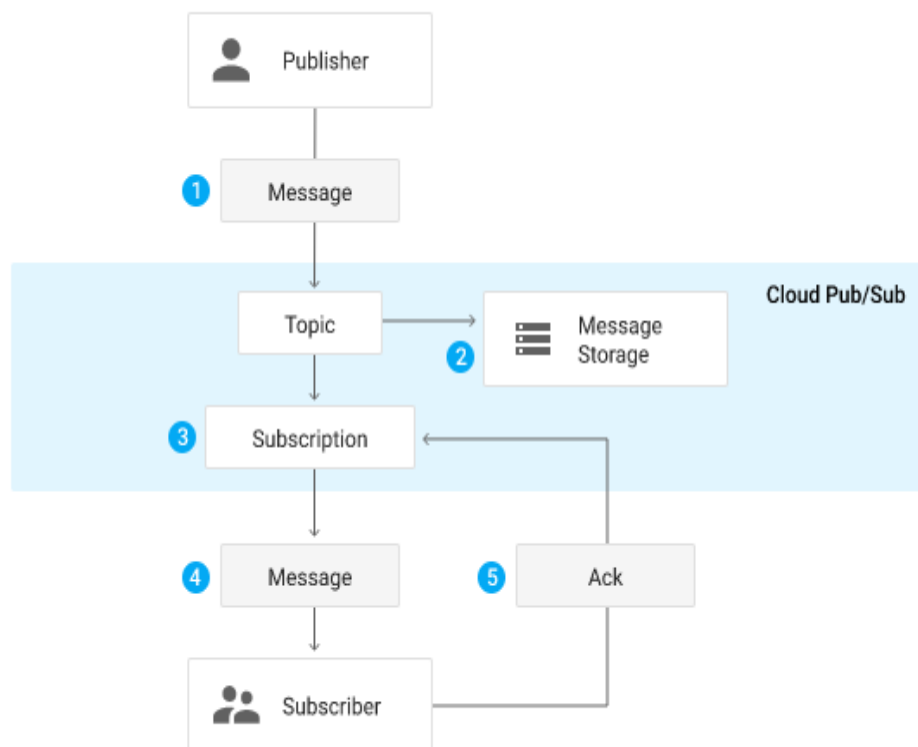 Publisher
1
Message
Cloud Pub/Sub
Topic
Message
Storage
2
3
Subscription
4
Message
5
Ack
Subscriber